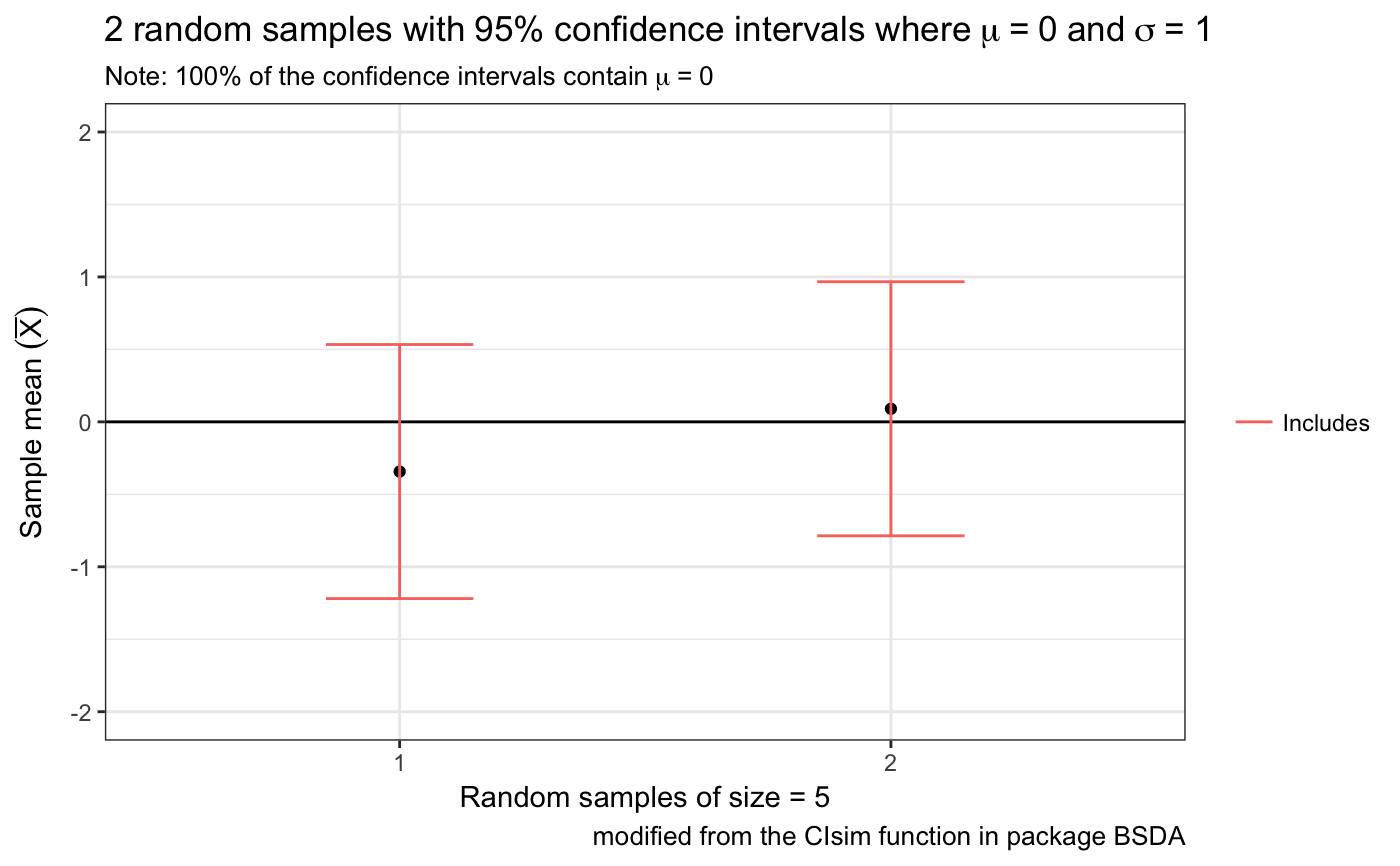 2 random samples with 95% confidence intervals where μ = 0 and σ = 1
Note: 100% of the confidence intervals contain μ = 0
Sample mean (X̅)
2
1
0
-1
-2
Includes
1 2
Random samples of size = 5
modified from the CIsim function in package BSDA